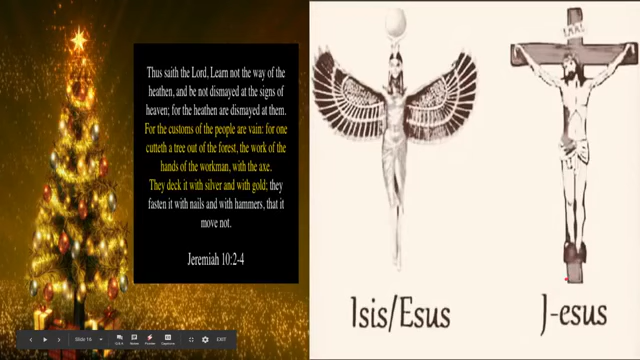 Thus saith the Lord, Learn not the way of the
heathen, and be not dismayed at the signs of
heaven; for the heathen are dismayed at them.
For the customs of the people are vain: for one
cutteth a tree out of the forest, the work of the
hands of the workman, with the axe.
They deck it with silver and with gold; they
fasten it with nails and with hammers, that it
move not.
Jeremiah 10:2-4
Isis/Esus
J-esus
Slide 16
Q & A
Notes
Pointer
Captions
EXIT